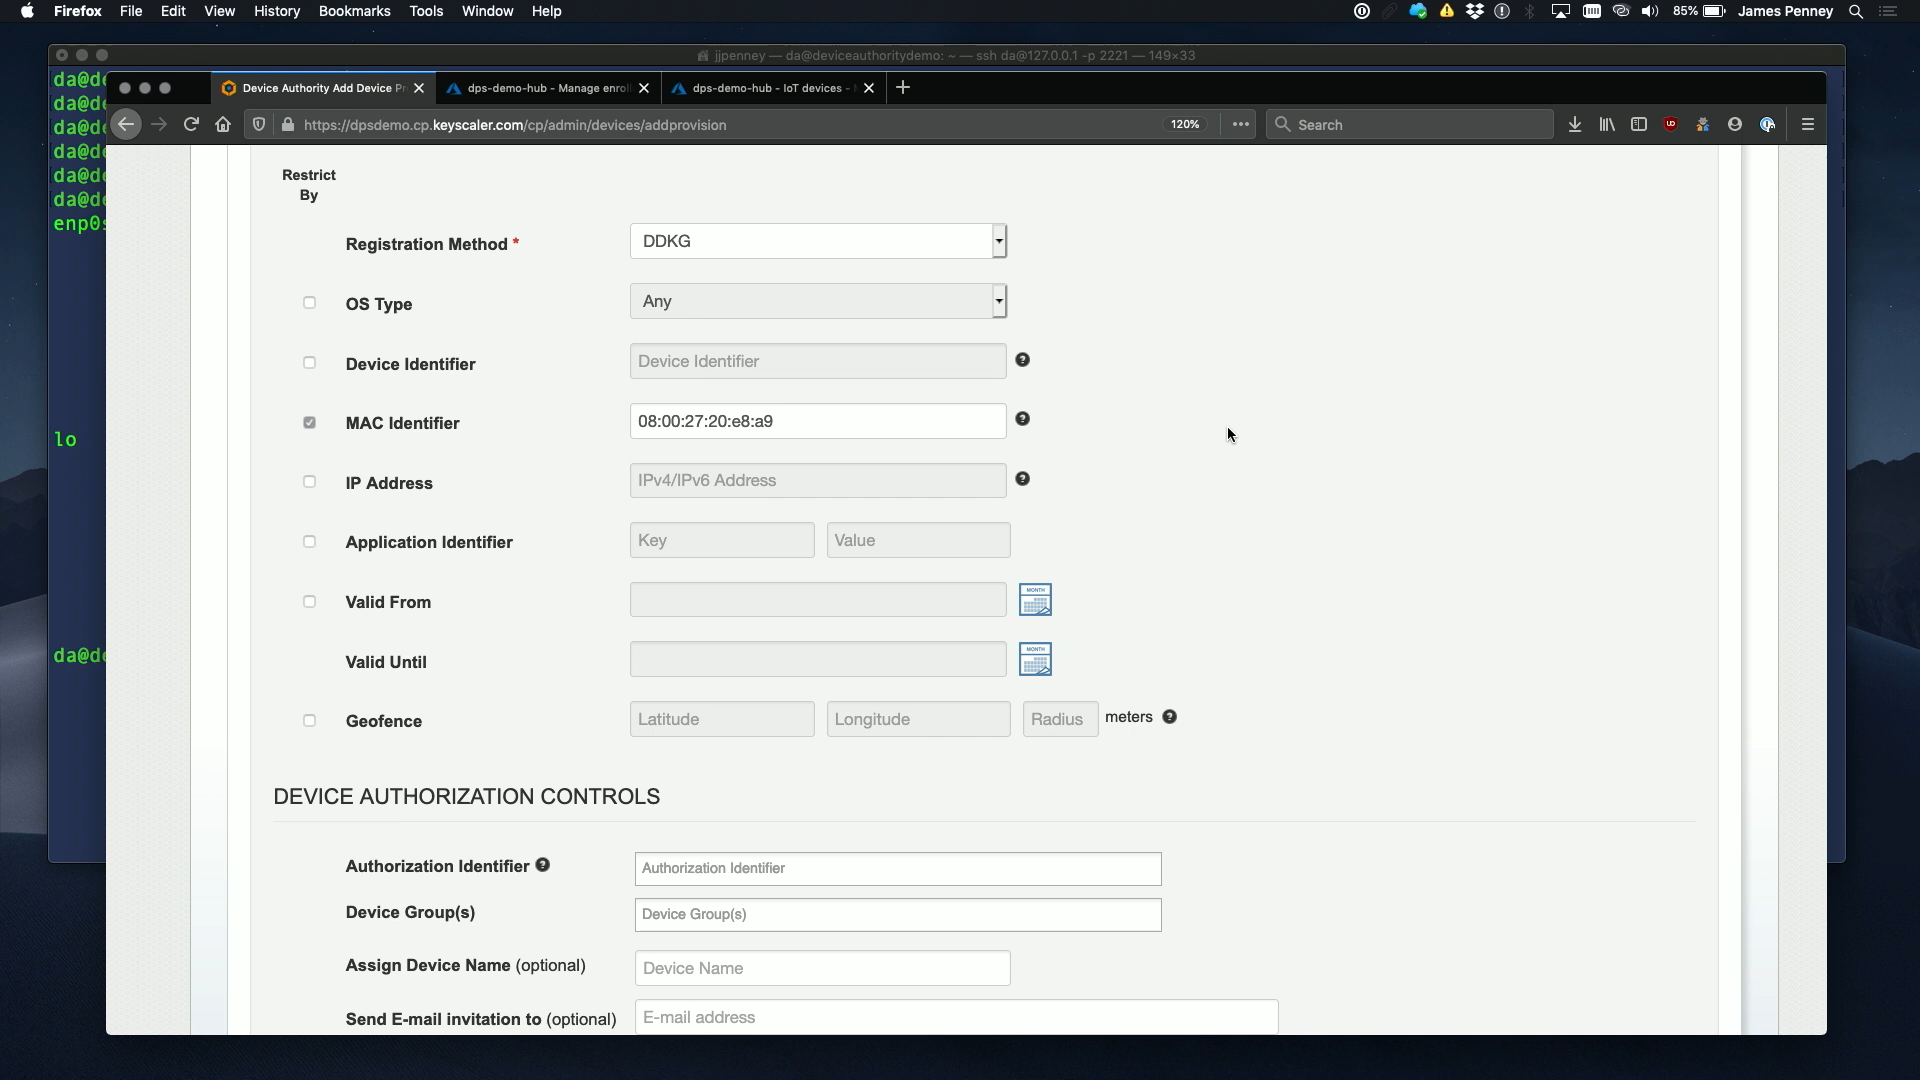 Firefox File Edit View History Bookmarks Tools Window Help 85% James Penney
jjpenney — da@deviceauthoritydemo: ~ — ssh da@127.0.0.1 -p 2221 — 149×33
Device Authority Add Device Pr dps-demo-hub - Manage enroll dps-demo-hub - IoT devices -
https://dpsdemo.cp.keyscaler.com/cp/admin/devices/addprovision 120% Search
da@de
da@de
da@de
da@de
da@de
da@de
enp0s
lo
da@de
Restrict
By
Registration Method * DDKG
OS Type Any
Device Identifier Device Identifier
MAC Identifier 08:00:27:20:e8:a9
IP Address IPv4/IPv6 Address
Application Identifier Key Value
Valid From MONTH
Valid Until MONTH
Geofence Latitude Longitude Radius meters
DEVICE AUTHORIZATION CONTROLS
Authorization Identifier Authorization Identifier
Device Group(s) Device Group(s)
Assign Device Name (optional) Device Name
Send E-mail invitation to (optional) E-mail address